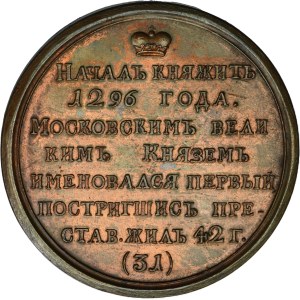 НАЧАЛЪ КНЯЖИТЬ
1296 ГОДА.
МОСКОВСКИМЪ ВЕЛИ
КИМЪ КНЯЗЕМЪ
ИМЕНОВАЛСЯ ПЕРВЫЙ
ПОСТРИГШИСЬ ПРЕ-
СТАВ. ЖИЛЪ 42 Г.
(31)